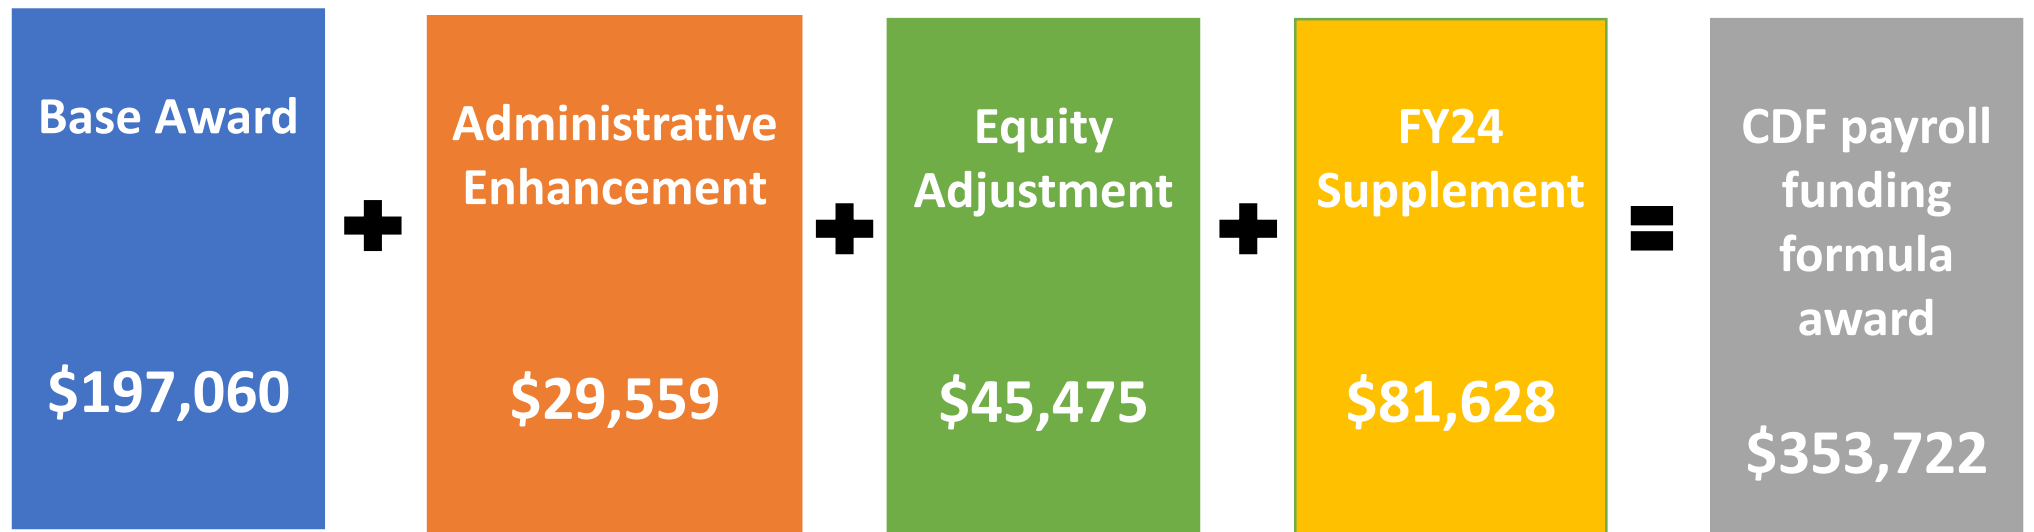 Base Award
$197,060
+
Administrative
Enhancement
$29,559
+
Equity
Adjustment
$45,475
+
FY24
Supplement
$81,628
=
CDF payroll
funding
formula
award
$353,722